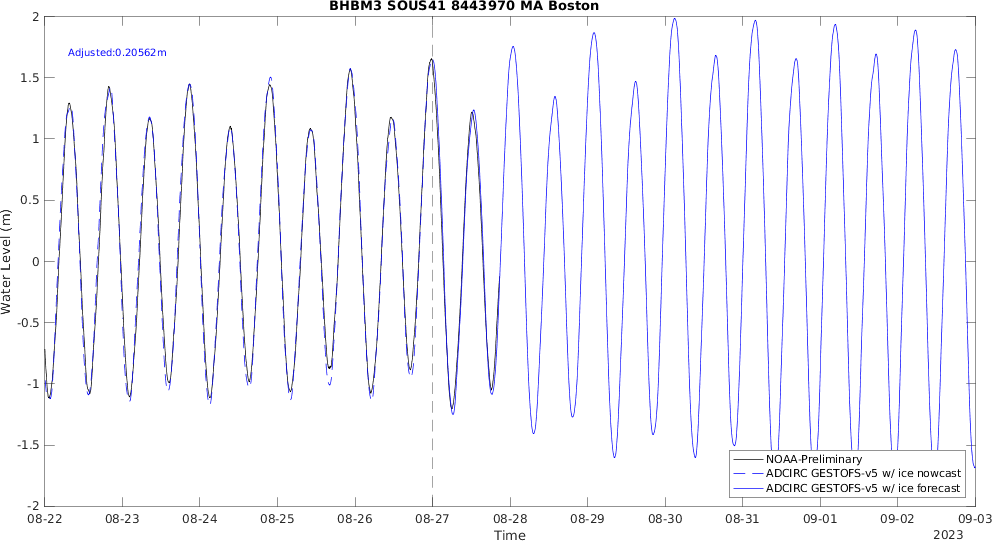 BHBM3 SOUS41 8443970 MA Boston
Adjusted:0.20562m
2
1.5
1
0.5
0
-0.5
-1
-1.5
-2
Water Level (m)
NOAA-Preliminary
ADCIRC GESTOFS-v5 w/ ice nowcast
ADCIRC GESTOFS-v5 w/ ice forecast
08-22 08-23 08-24 08-25 08-26 08-27 08-28 08-29 08-30 08-31 09-01 09-02 09-03
Time
2023